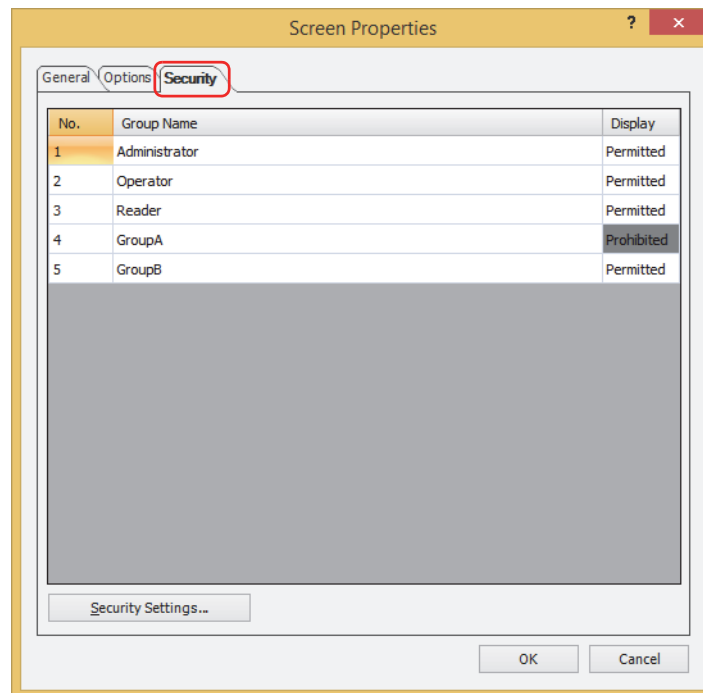 Screen Properties ? ×
General Options Security
No. Group Name Display
1 Administrator Permitted
2 Operator Permitted
3 Reader Permitted
4 GroupA Prohibited
5 GroupB Permitted
Security Settings...
OK Cancel